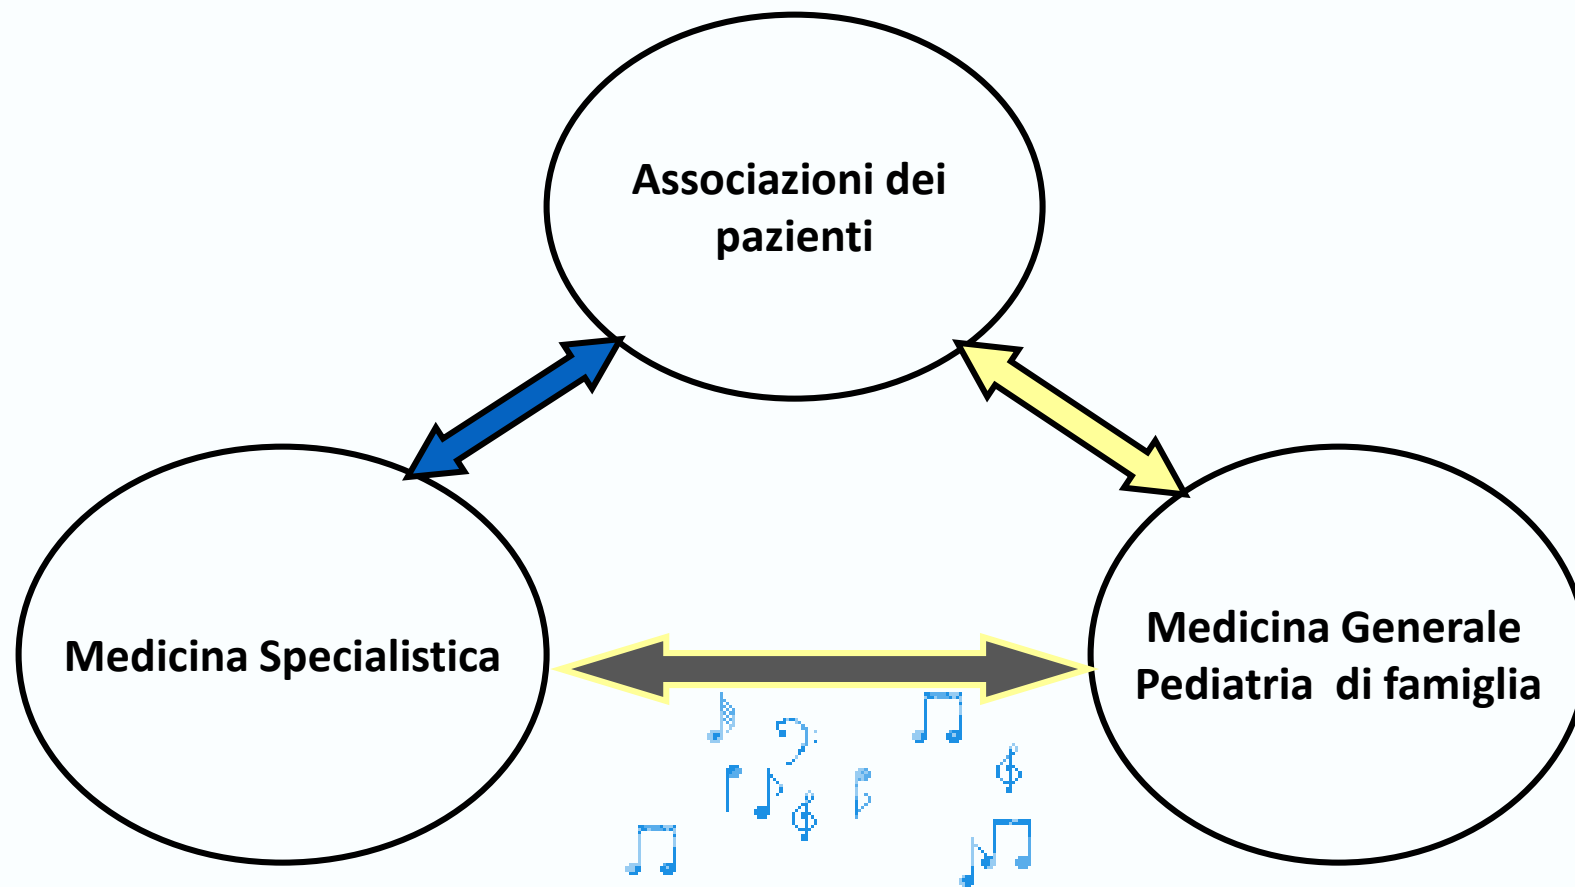 Associazioni dei
pazienti
Medicina Specialistica
Medicina Generale
Pediatria  di famiglia